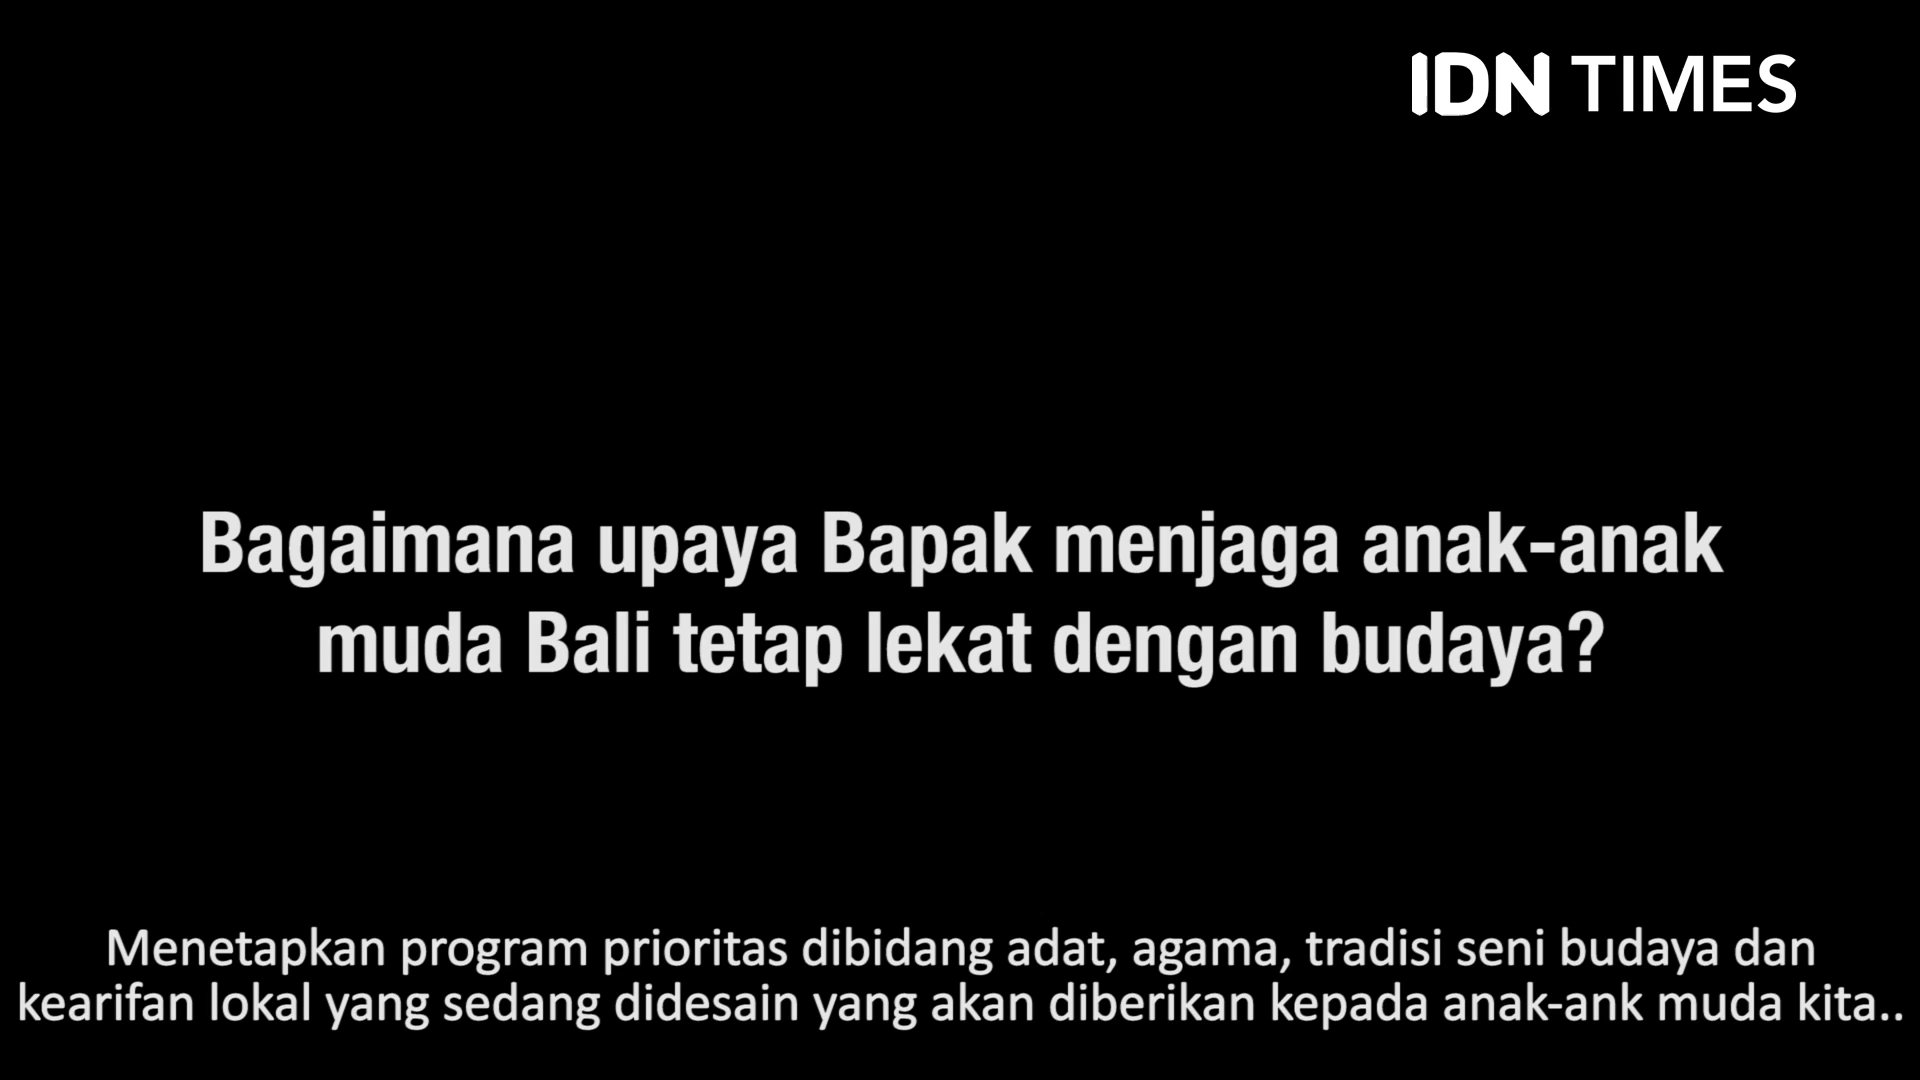 IDN TIMES
Bagaimana upaya Bapak menjaga anak-anak
muda Bali tetap lekat dengan budaya?
Menetapkan program prioritas dibidang adat, agama, tradisi seni budaya dan
kearifan lokal yang sedang didesain yang akan diberikan kepada anak-ank muda kita..